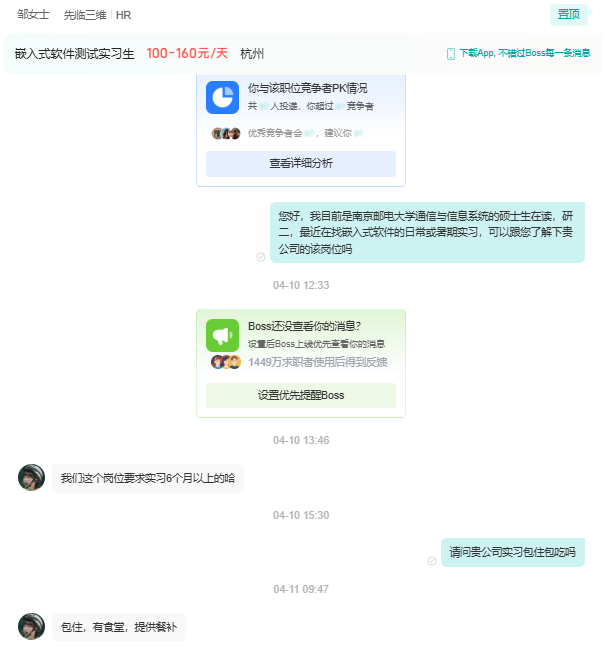 邹女士 先临三维 HR
置顶
嵌入式软件测试实习生 100-160元/天 杭州
下载App, 不错过Boss每一条消息
你与该职位竞争者PK情况
共 人投递，你超过 竞争者
优秀竞争者会 ，建议你
查看详细分析
您好，我目前是南京邮电大学通信与信息系统的硕士生在读，研
二，最近在找嵌入式软件的日常或暑期实习，可以跟您了解下贵
公司的该岗位吗
04-10 12:33
Boss还没查看你的消息?
设置后Boss上线优先查看你的消息
1449万求职者使用后得到反馈
设置优先提醒Boss
04-10 13:46
我们这个岗位要求实习6个月以上的哈
04-10 15:30
请问贵公司实习包住包吃吗
04-11 09:47
包住，有食堂，提供餐补